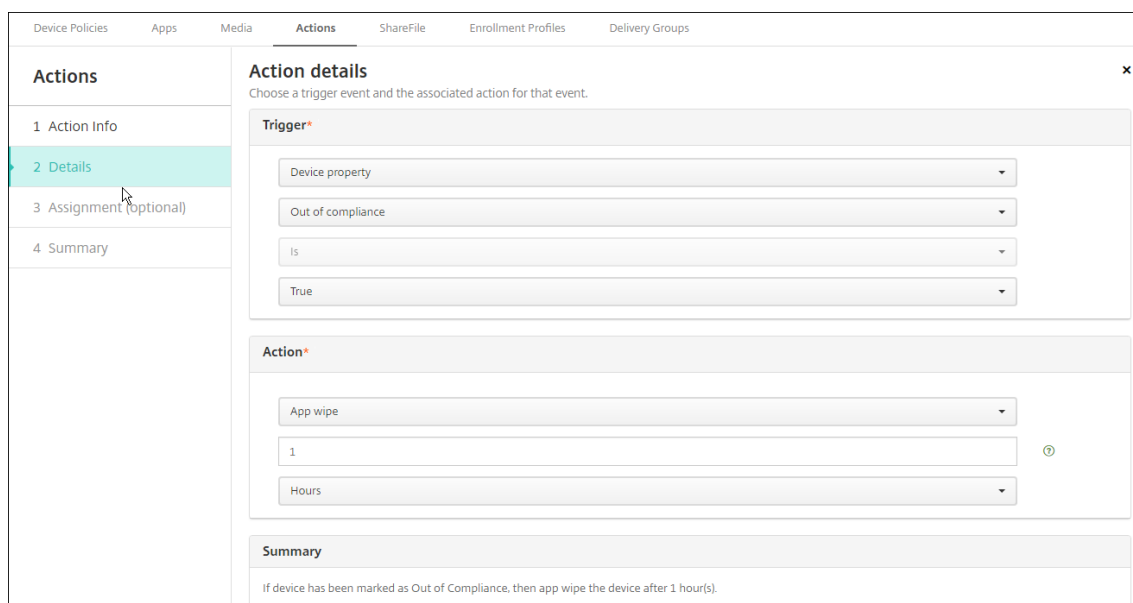 Device Policies Apps Media Actions ShareFile Enrollment Profiles Delivery Groups
Actions
1 Action Info
2 Details
3 Assignment (optional)
4 Summary
Action details
Choose a trigger event and the associated action for that event.
Trigger*
Device property
Out of compliance
Is
True
Action*
App wipe
1
Hours
Summary
If device has been marked as Out of Compliance, then app wipe the device after 1 hour(s).